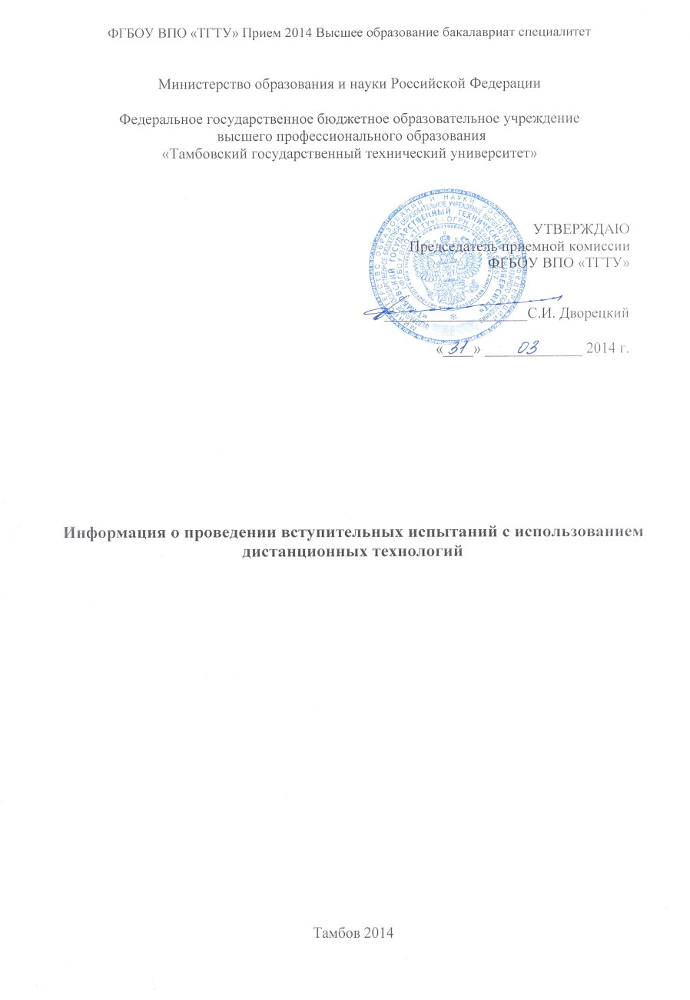 ФГБОУ ВПО «ТГТУ» Прием 2014 Высшее образование бакалавриат специалитет
Министерство образования и науки Российской Федерации
Федеральное государственное бюджетное образовательное учреждение
высшего профессионального образования
«Тамбовский государственный технический университет»
УТВЕРЖДАЮ
Председатель приемной комиссии
ФГБОУ ВПО «ТГТУ»
С.И. Дворецкий
«31» 03 2014 г.
Информация о проведении вступительных испытаний с использованием
дистанционных технологий
Тамбов 2014